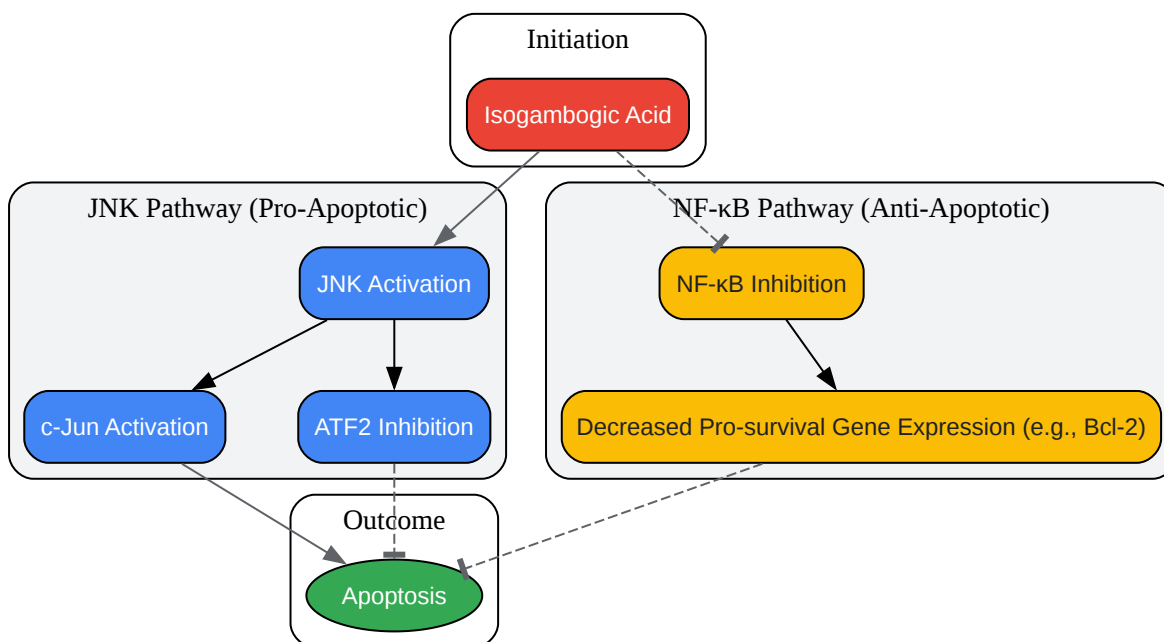 Initiation
Isogambogic Acid
JNK Pathway (Pro-Apoptotic)
NF-κB Pathway (Anti-Apoptotic)
JNK Activation
NF-κB Inhibition
c-Jun Activation
ATF2 Inhibition
Decreased Pro-survival Gene Expression (e.g., Bcl-2)
Outcome
Apoptosis